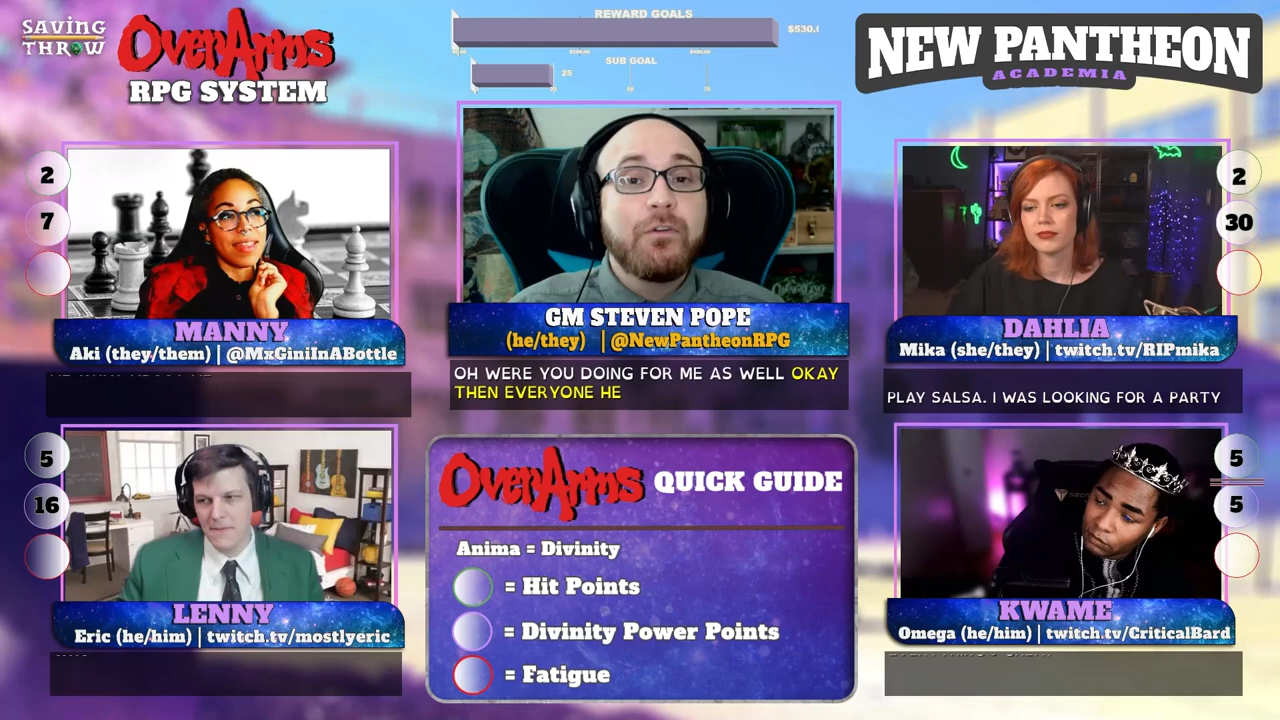 SAVING
THROW
OVERARMS
RPG SYSTEM
REWARD GOALS
SUB GOAL
25
NEW PANTHEON
ACADEMIA
2
7
MANNY
Aki (they/them) | @MxGiniInABottle
GM STEVEN POPE
(he/they) | @NewPantheonRPG
OH WERE YOU DOING FOR ME AS WELL OKAY
THEN EVERYONE HE
2
30
DAHLIA
Mika (she/they) | twitch.tv/RIPmika
PLAY SALSA. I WAS LOOKING FOR A PARTY
5
16
LENNY
Eric (he/him) | twitch.tv/mostlyeric
OVERARMS QUICK GUIDE
Anima = Divinity
= Hit Points
= Divinity Power Points
= Fatigue
5
5
KWAME
Omega (he/him) | twitch.tv/CriticalBard